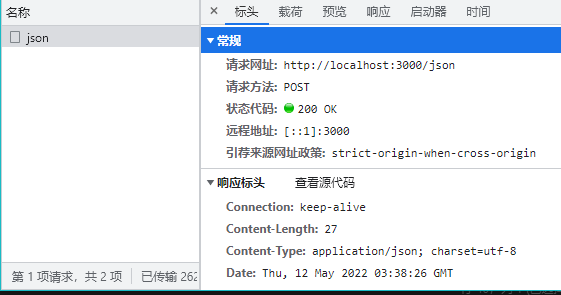 名称
× 标头 载荷 预览 响应 启动器 时间
json
常规
请求网址: http://localhost:3000/json
请求方法: POST
状态代码: 200 OK
远程地址: [::1]:3000
引荐来源网址政策: strict-origin-when-cross-origin
响应标头 查看源代码
Connection: keep-alive
Content-Length: 27
Content-Type: application/json; charset=utf-8
Date: Thu, 12 May 2022 03:38:26 GMT
第 1 项请求，共 2 项 已传输 262